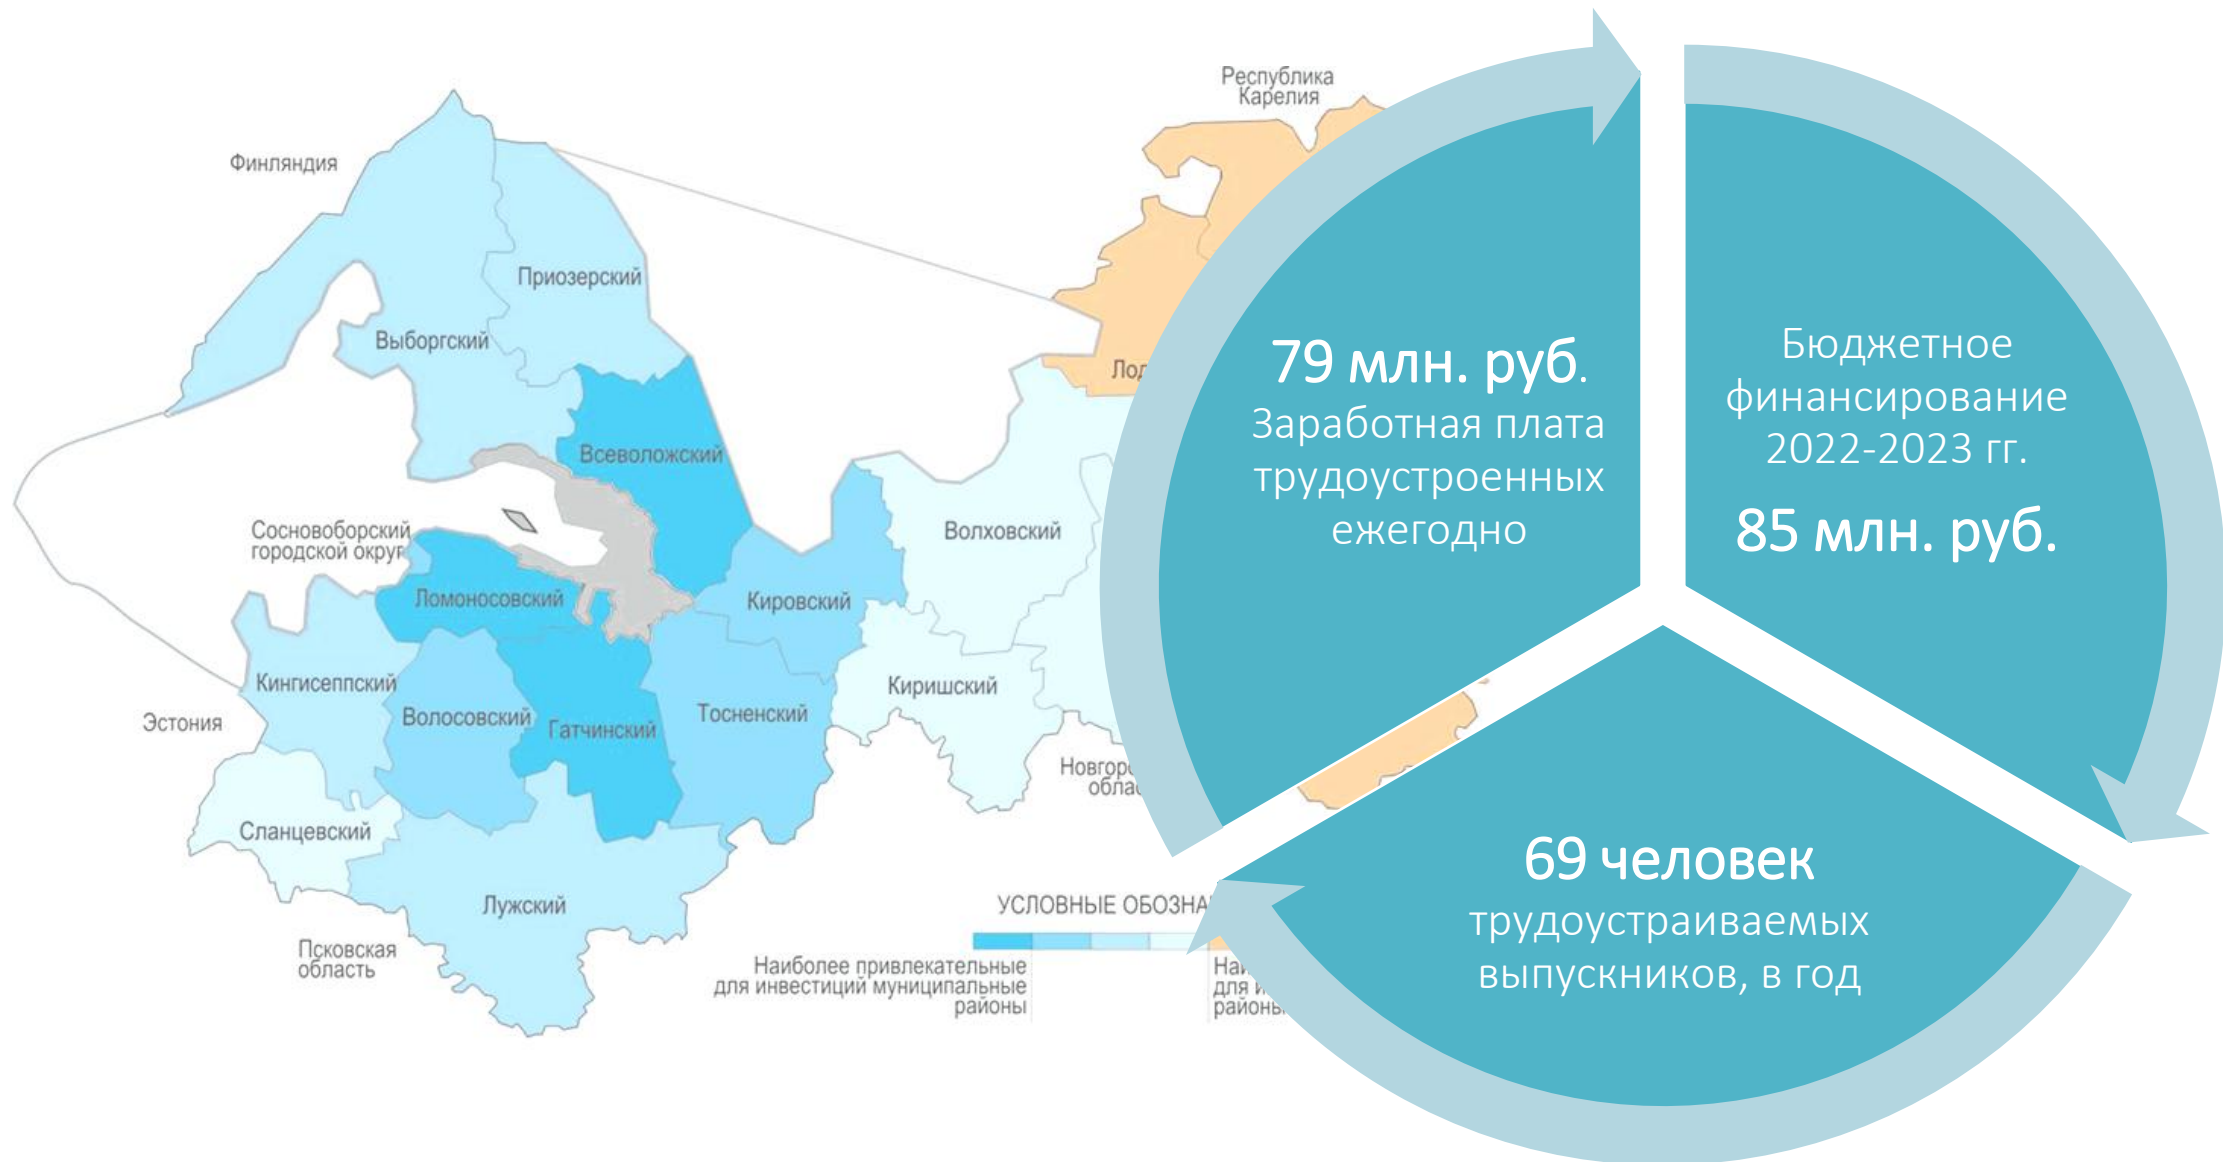 Республика
Карелия
Финляндия
Приозерский
Выборгский
Всеволожский
Сосновоборский
городской округ
Волховский
Ломоносовский
Кировский
Кингисеппский
Волосовский
Гатчинский
Тосненский
Киришский
Эстония
Сланцевский
Лужский
Псковская
область
УСЛОВНЫЕ
Наиболее привлекательные
для инвестиций муниципальные
районы
для
79 млн. руб.
Заработная плата
трудоустроенных
ежегодно
Бюджетное
финансирование
2022-2023 гг.
85 млн. руб.
69 человек
трудоустраиваемых
выпускников, в год